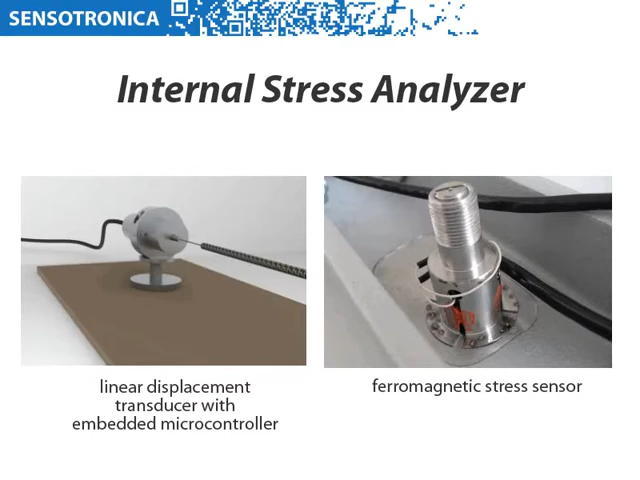 SENSOTRONICA
Internal Stress Analyzer
linear displacement
transducer with
embedded microcontroller
ferromagnetic stress sensor